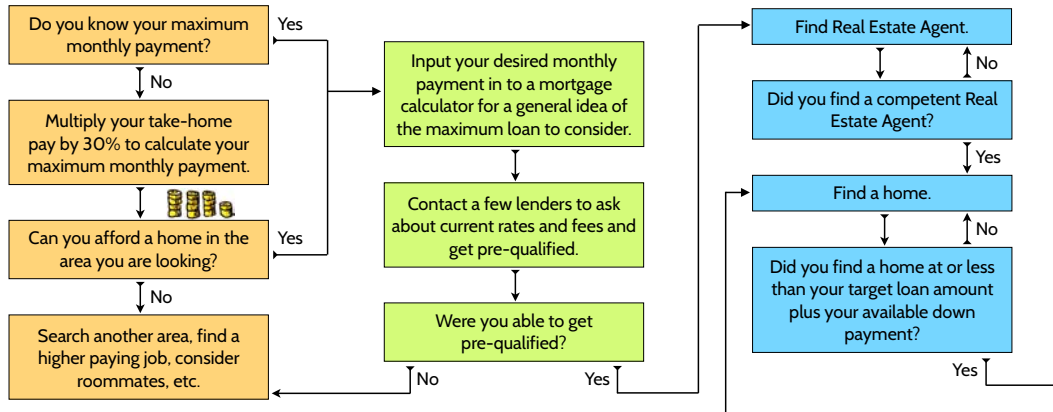 Do you know your maximum
monthly payment?
Yes
No
Multiply your take-home
pay by 30% to calculate your
maximum monthly payment.
Can you afford a home in the
area you are looking?
Yes
No
Search another area, find a
higher paying job, consider
roommates, etc.
Input your desired monthly
payment in to a mortgage
calculator for a general idea of
the maximum loan to consider.
Contact a few lenders to ask
about current rates and fees and
get pre-qualified.
Were you able to get
pre-qualified?
No
Yes
Find Real Estate Agent.
No
Did you find a competent Real
Estate Agent?
Yes
Find a home.
No
Did you find a home at or less
than your target loan amount
plus your available down
payment?
Yes